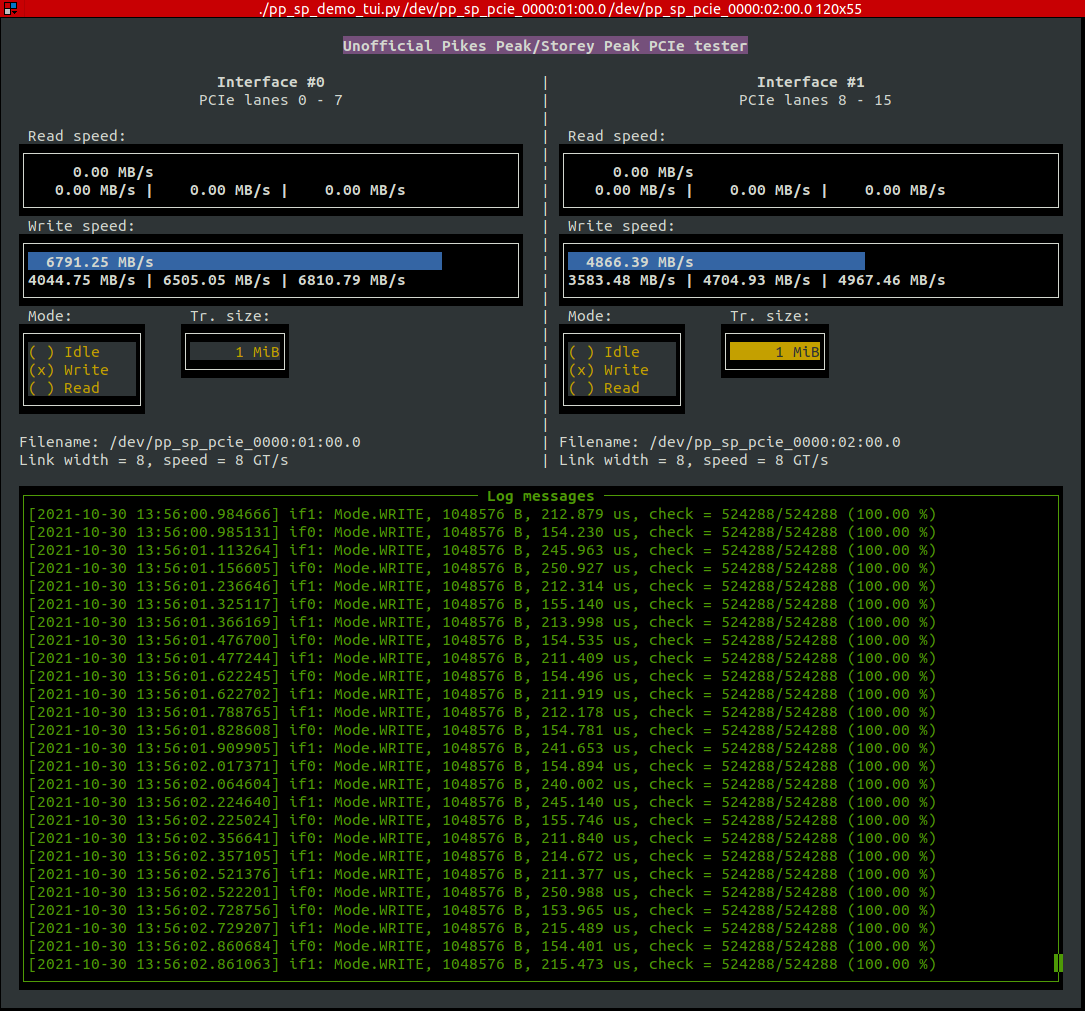 ./pp_sp_demo_tui.py /dev/pp_sp_pcie_0000:01:00.0 /dev/pp_sp_pcie_0000:02:00.0 120x55
Unofficial Pikes Peak/Storey Peak PCIe tester
Interface #0 | Interface #1
PCIe lanes 0 - 7 | PCIe lanes 8 - 15
|
Read speed: | Read speed:
|
0.00 MB/s | 0.00 MB/s
0.00 MB/s | 0.00 MB/s | 0.00 MB/s | 0.00 MB/s | 0.00 MB/s | 0.00 MB/s
|
Write speed: | Write speed:
|
6791.25 MB/s | 4866.39 MB/s
4044.75 MB/s | 6505.05 MB/s | 6810.79 MB/s | 3583.48 MB/s | 4704.93 MB/s | 4967.46 MB/s
|
Mode: Tr. size: | Mode: Tr. size:
|
( ) Idle 1 MiB | ( ) Idle 1 MiB
(x) Write | (x) Write
( ) Read | ( ) Read
|
|
Filename: /dev/pp_sp_pcie_0000:01:00.0 | Filename: /dev/pp_sp_pcie_0000:02:00.0
Link width = 8, speed = 8 GT/s | Link width = 8, speed = 8 GT/s
Log messages
[2021-10-30 13:56:00.984666] if1: Mode.WRITE, 1048576 B, 212.879 us, check = 524288/524288 (100.00 %)
[2021-10-30 13:56:00.985131] if0: Mode.WRITE, 1048576 B, 154.230 us, check = 524288/524288 (100.00 %)
[2021-10-30 13:56:01.113264] if1: Mode.WRITE, 1048576 B, 245.963 us, check = 524288/524288 (100.00 %)
[2021-10-30 13:56:01.156605] if0: Mode.WRITE, 1048576 B, 250.927 us, check = 524288/524288 (100.00 %)
[2021-10-30 13:56:01.236646] if1: Mode.WRITE, 1048576 B, 212.314 us, check = 524288/524288 (100.00 %)
[2021-10-30 13:56:01.325117] if0: Mode.WRITE, 1048576 B, 155.140 us, check = 524288/524288 (100.00 %)
[2021-10-30 13:56:01.366169] if1: Mode.WRITE, 1048576 B, 213.998 us, check = 524288/524288 (100.00 %)
[2021-10-30 13:56:01.476700] if0: Mode.WRITE, 1048576 B, 154.535 us, check = 524288/524288 (100.00 %)
[2021-10-30 13:56:01.477244] if1: Mode.WRITE, 1048576 B, 211.409 us, check = 524288/524288 (100.00 %)
[2021-10-30 13:56:01.622245] if0: Mode.WRITE, 1048576 B, 154.496 us, check = 524288/524288 (100.00 %)
[2021-10-30 13:56:01.622702] if1: Mode.WRITE, 1048576 B, 211.919 us, check = 524288/524288 (100.00 %)
[2021-10-30 13:56:01.788765] if1: Mode.WRITE, 1048576 B, 212.178 us, check = 524288/524288 (100.00 %)
[2021-10-30 13:56:01.828608] if0: Mode.WRITE, 1048576 B, 154.781 us, check = 524288/524288 (100.00 %)
[2021-10-30 13:56:01.909905] if1: Mode.WRITE, 1048576 B, 241.653 us, check = 524288/524288 (100.00 %)
[2021-10-30 13:56:02.017371] if0: Mode.WRITE, 1048576 B, 154.894 us, check = 524288/524288 (100.00 %)
[2021-10-30 13:56:02.064604] if1: Mode.WRITE, 1048576 B, 240.002 us, check = 524288/524288 (100.00 %)
[2021-10-30 13:56:02.224640] if1: Mode.WRITE, 1048576 B, 245.140 us, check = 524288/524288 (100.00 %)
[2021-10-30 13:56:02.225024] if0: Mode.WRITE, 1048576 B, 155.746 us, check = 524288/524288 (100.00 %)
[2021-10-30 13:56:02.356641] if0: Mode.WRITE, 1048576 B, 211.840 us, check = 524288/524288 (100.00 %)
[2021-10-30 13:56:02.357105] if1: Mode.WRITE, 1048576 B, 214.672 us, check = 524288/524288 (100.00 %)
[2021-10-30 13:56:02.521376] if1: Mode.WRITE, 1048576 B, 211.377 us, check = 524288/524288 (100.00 %)
[2021-10-30 13:56:02.522201] if0: Mode.WRITE, 1048576 B, 250.988 us, check = 524288/524288 (100.00 %)
[2021-10-30 13:56:02.728756] if0: Mode.WRITE, 1048576 B, 153.965 us, check = 524288/524288 (100.00 %)
[2021-10-30 13:56:02.729207] if1: Mode.WRITE, 1048576 B, 215.489 us, check = 524288/524288 (100.00 %)
[2021-10-30 13:56:02.860684] if0: Mode.WRITE, 1048576 B, 154.401 us, check = 524288/524288 (100.00 %)
[2021-10-30 13:56:02.861063] if1: Mode.WRITE, 1048576 B, 215.473 us, check = 524288/524288 (100.00 %)